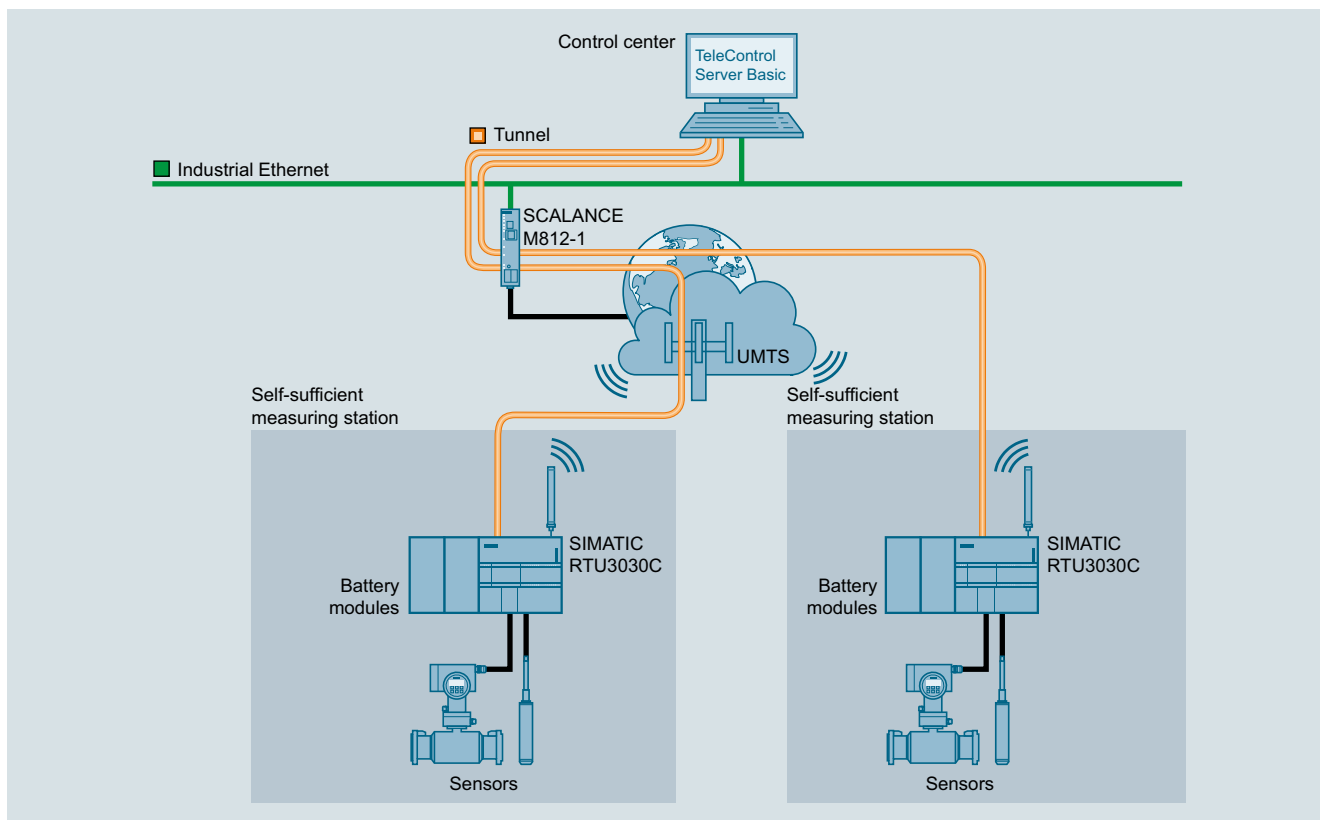 Control center
TeleControl
Server Basic
Tunnel
Industrial Ethernet
SCALANCE
M812-1
UMTS
Self-sufficient
measuring station
Self-sufficient
measuring station
SIMATIC
RTU3030C
Battery
modules
Sensors
SIMATIC
RTU3030C
Battery
modules
Sensors